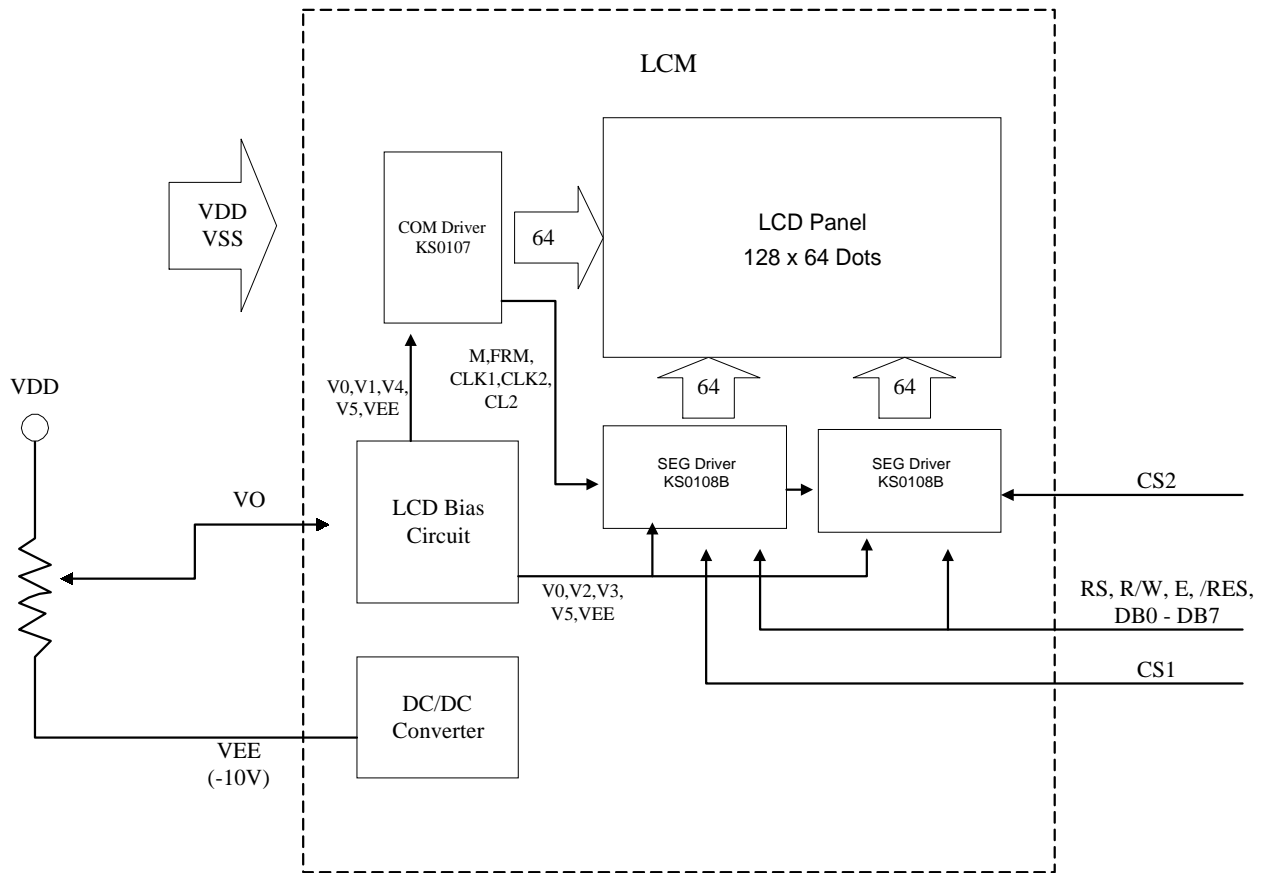 LCM
VDD
VSS
COM Driver
KS0107
64
LCD Panel
128 x 64 Dots
M,FRM,
CLK1,CLK2,
CL2
V0,V1,V4,
V5,VEE
64
64
VDD
SEG Driver
KS0108B
SEG Driver
KS0108B
CS2
VO
LCD Bias
Circuit
V0,V2,V3,
V5,VEE
RS, R/W, E, /RES,
DB0 - DB7
CS1
DC/DC
Converter
VEE
(-10V)